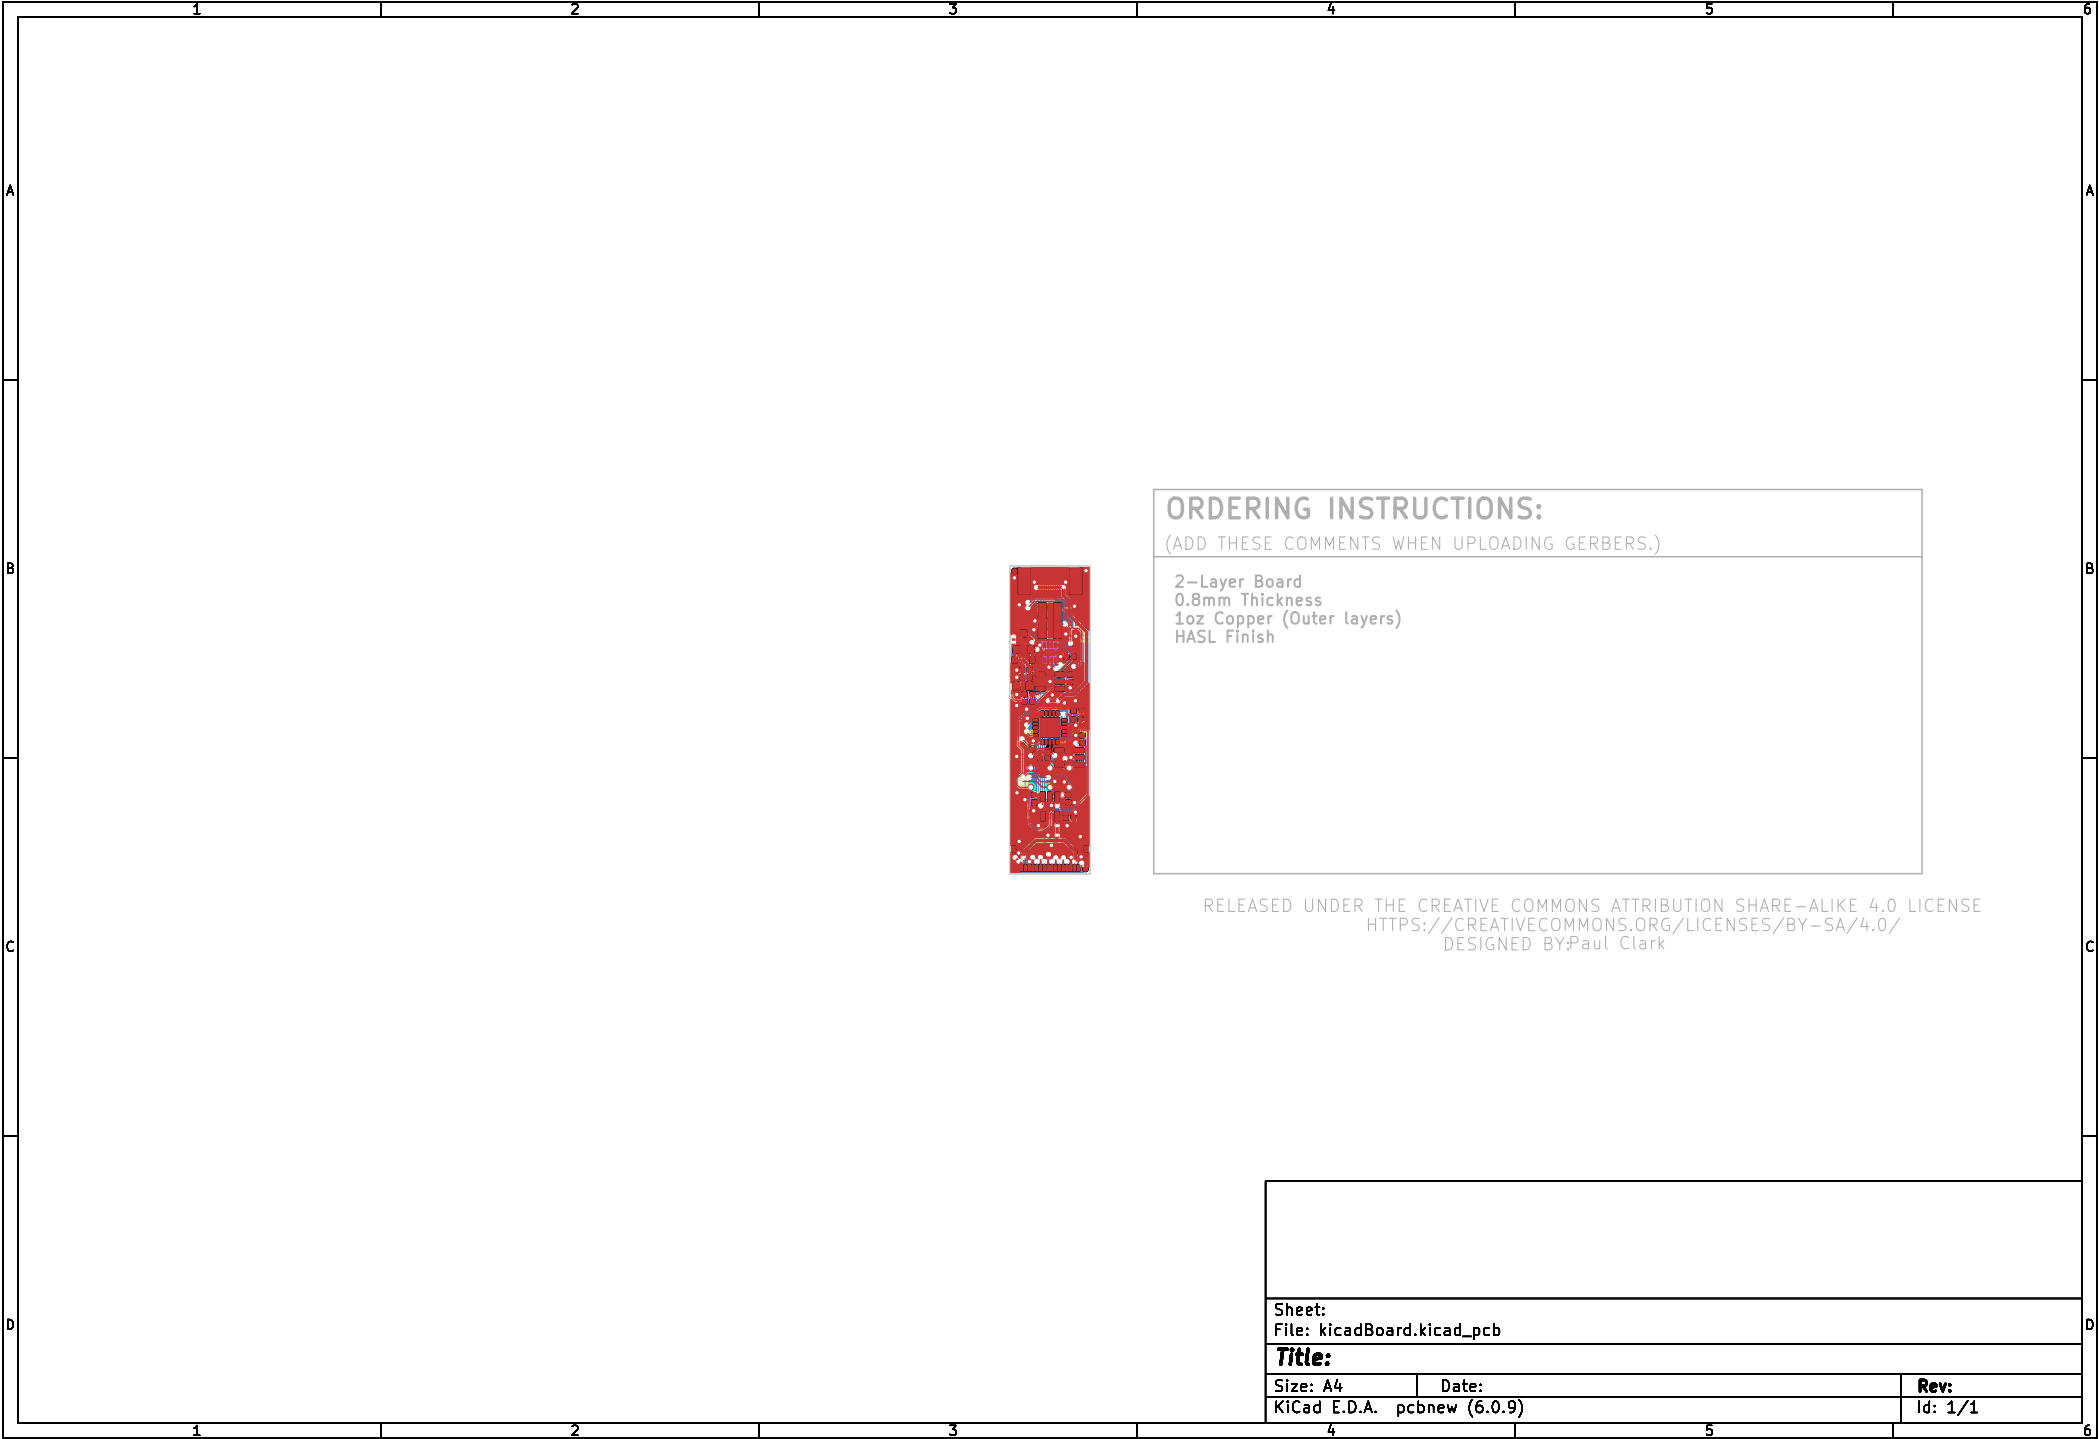 1 2 3 4 5 6
A A
ORDERING INSTRUCTIONS:
(ADD THESE COMMENTS WHEN UPLOADING GERBERS.)
B B
2-Layer Board
0.8mm Thickness
1oz Copper (Outer layers)
HASL Finish
RELEASED UNDER THE CREATIVE COMMONS ATTRIBUTION SHARE-ALIKE 4.0 LICENSE
HTTPS://CREATIVECOMMONS.ORG/LICENSES/BY-SA/4.0/
DESIGNED BY:Paul Clark
C C
Sheet:
File: kicadBoard.kicad_pcb
D D
Title:
Size: A4 Date: Rev:
KiCad E.D.A. pcbnew (6.0.9) Id: 1/1
1 2 3 4 5 6